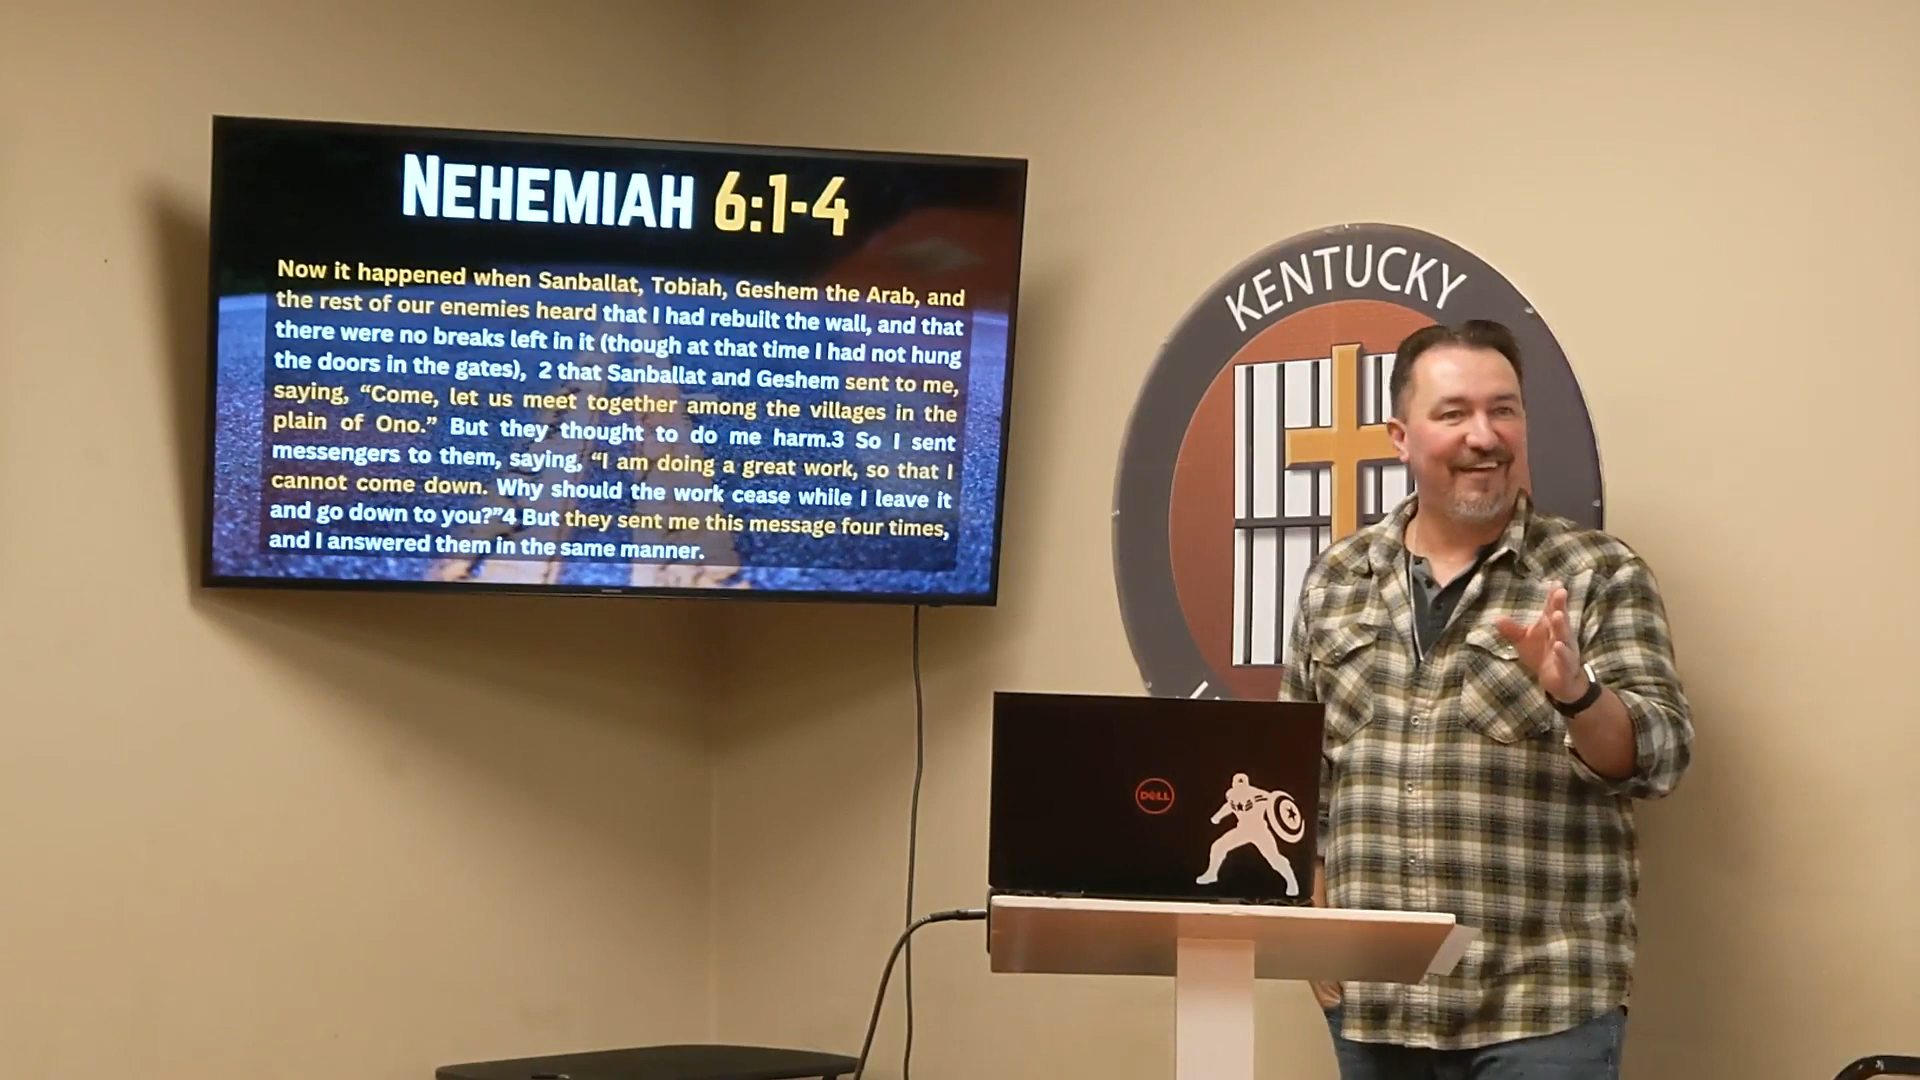 NEHEMIAH 6:1-4
Now it happened when Sanballat, Tobiah, Geshem the Arab, and
the rest of our enemies heard that I had rebuilt the wall, and that
there were no breaks left in it (though at that time I had not hung
the doors in the gates),  2 that Sanballat and Geshem sent to me,
saying, “Come, let us meet together among the villages in the
plain of Ono.” But they thought to do me harm.3 So I sent
messengers to them, saying, “I am doing a great work, so that I
cannot come down. Why should the work cease while I leave it
and go down to you?”4 But they sent me this message four times,
and I answered them in the same manner.
KENTUCKY
DELL